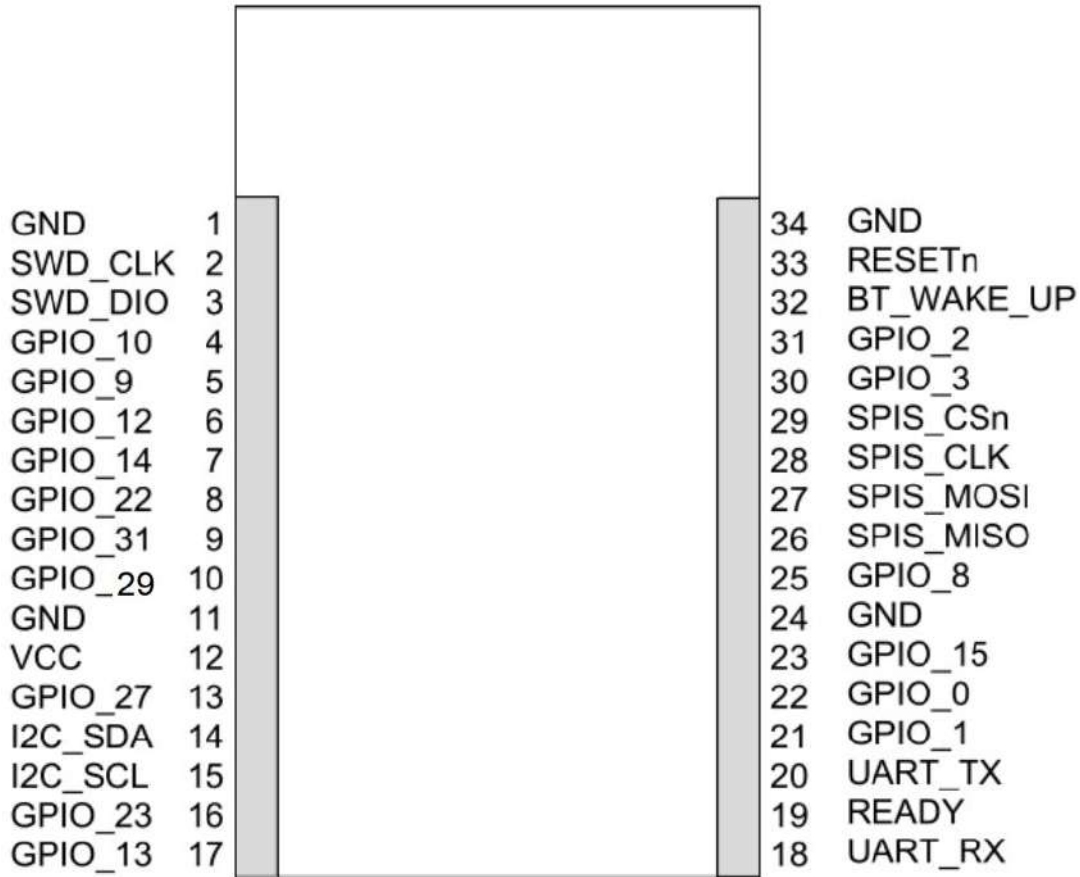 GND 1 34 GND
SWD_CLK 2 33 RESETn
SWD_DIO 3 32 BT_WAKE_UP
GPIO_10 4 31 GPIO_2
GPIO_9 5 30 GPIO_3
GPIO_12 6 29 SPIS_CSn
GPIO_14 7 28 SPIS_CLK
GPIO_22 8 27 SPIS_MOSI
GPIO_31 9 26 SPIS_MISO
GPIO_29 10 25 GPIO_8
GND 11 24 GND
VCC 12 23 GPIO_15
GPIO_27 13 22 GPIO_0
I2C_SDA 14 21 GPIO_1
I2C_SCL 15 20 UART_TX
GPIO_23 16 19 READY
GPIO_13 17 18 UART_RX